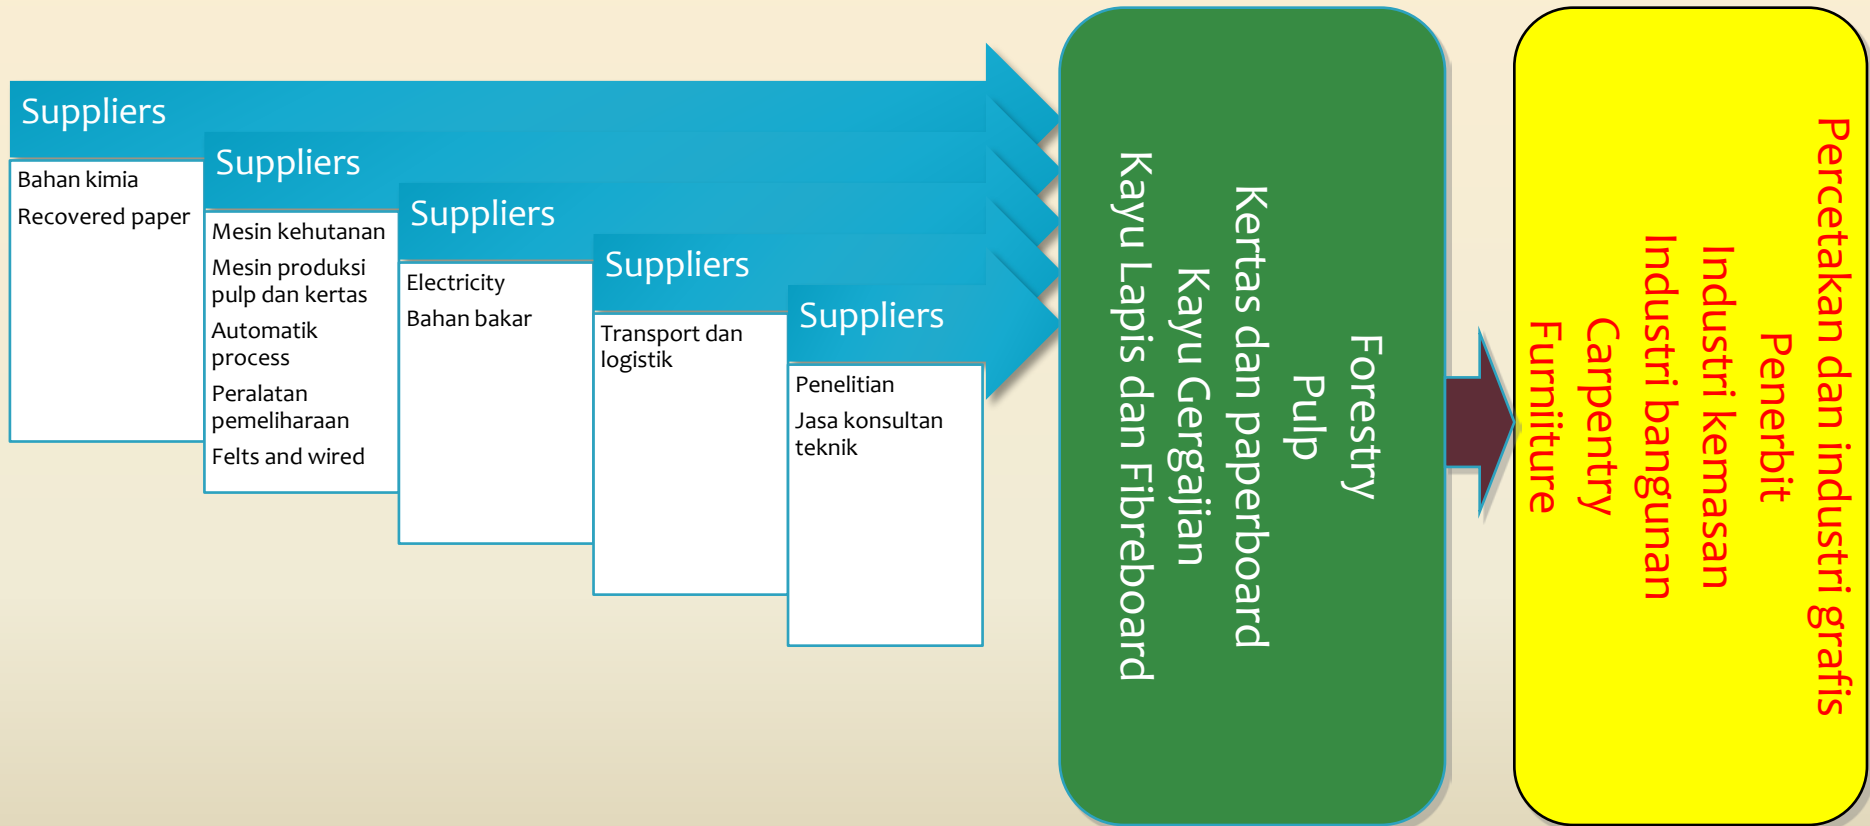 Suppliers
Bahan kimia
Recovered paper
Suppliers
Mesin kehutanan
Mesin produksi
pulp dan kertas
Automatik
process
Peralatan
pemeliharaan
Felts and wired
Suppliers
Electricity
Bahan bakar
Suppliers
Transport dan
logistik
Suppliers
Penelitian
Jasa konsultan
teknik
Forestry
Pulp
Kertas dan paperboard
Kayu Gergajian
Kayu Lapis dan Fibreboard
Percetakan dan industri grafis
Penerbit
Industri kemasan
Industri bangunan
Carpentry
Furniiture